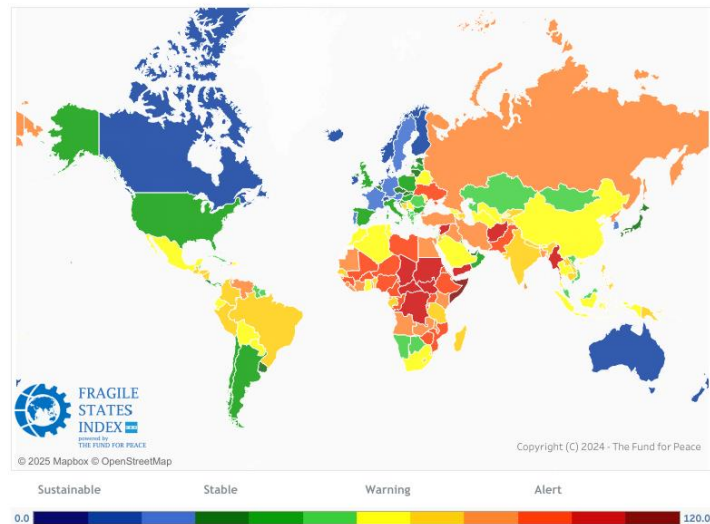 FRAGILE
STATES
INDEX
powered by
THE FUND FOR PEACE
Copyright (C) 2024 - The Fund for Peace
© 2025 Mapbox © OpenStreetMap
Sustainable Stable Warning Alert
0.0 120.0